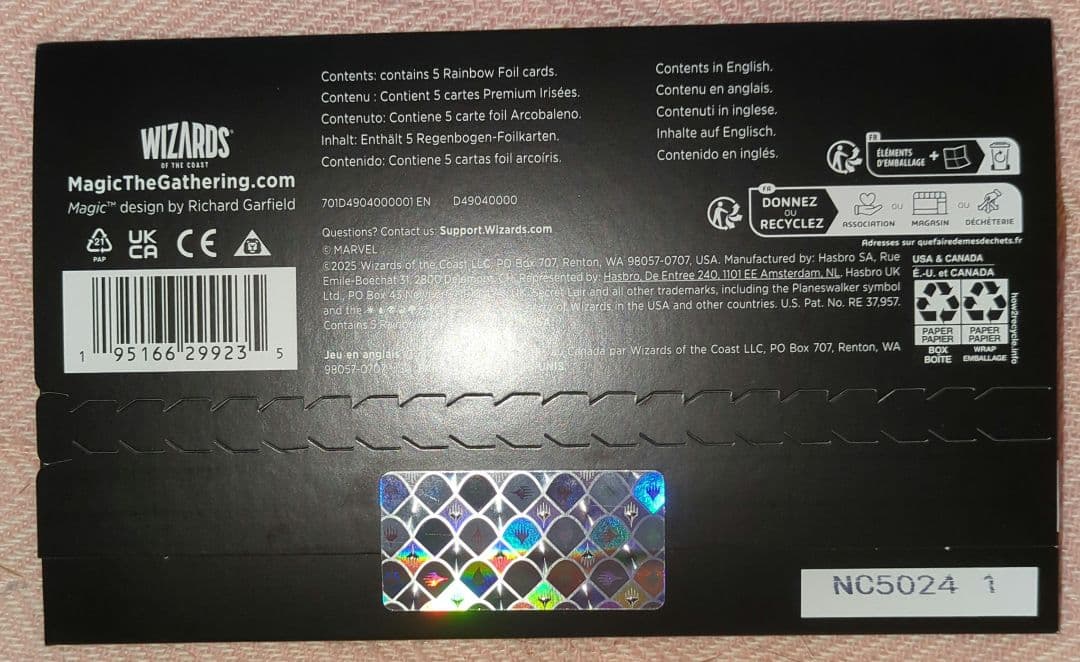 WIZARDS
OF THE COAST
MagicTheGathering.com
Magic™ design by Richard Garfield
21
PAP
UK
CA
CE
1 95166 29923 5
Contents: contains 5 Rainbow Foil cards.
Contenu : Contient 5 cartes Premium Irisées.
Contenuto: Contiene 5 carte foil Arcobaleno.
Inhalt: Enthält 5 Regenbogen-Foilkarten.
Contenido: Contiene 5 cartas foil arcoíris.
Contents in English.
Contenu en anglais.
Contenuti in inglese.
Inhalte auf Englisch.
Contenido en inglés.
701D4904000001 EN D49040000
Questions? Contact us: Support.Wizards.com
© MARVEL
©2025 Wizards of the Coast LLC, PO Box 707, Renton, WA 98057-0707, USA. Manufactured by: Hasbro SA, Rue
Emile-Boechat 31, 2800 Delémont, CH. Represented by: Hasbro, De Entree 240, 1101 EE Amsterdam, NL. Hasbro UK
Ltd., PO Box 43, Secret Lair and all other trademarks, including the Planeswalker symbol
and the of Wizards in the USA and other countries. U.S. Pat. No. RE 37,957.
Contains 5
Jeu en anglais Canada par Wizards of the Coast LLC, PO Box 707, Renton, WA
98057-0707
FR
ÉLÉMENTS
D'EMBALLAGE +
FR
DONNEZ
OU
RECYCLEZ
ASSOCIATION
OU
MAGASIN
OU
DÉCHÈTERIE
Adresses sur quefairedemesdechets.fr
USA & CANADA
É.-U. et CANADA
PAPER
PAPIER
BOX
BOÎTE
PAPER
PAPIER
WRAP
EMBALLAGE
how2recycle.info
NC5024 1